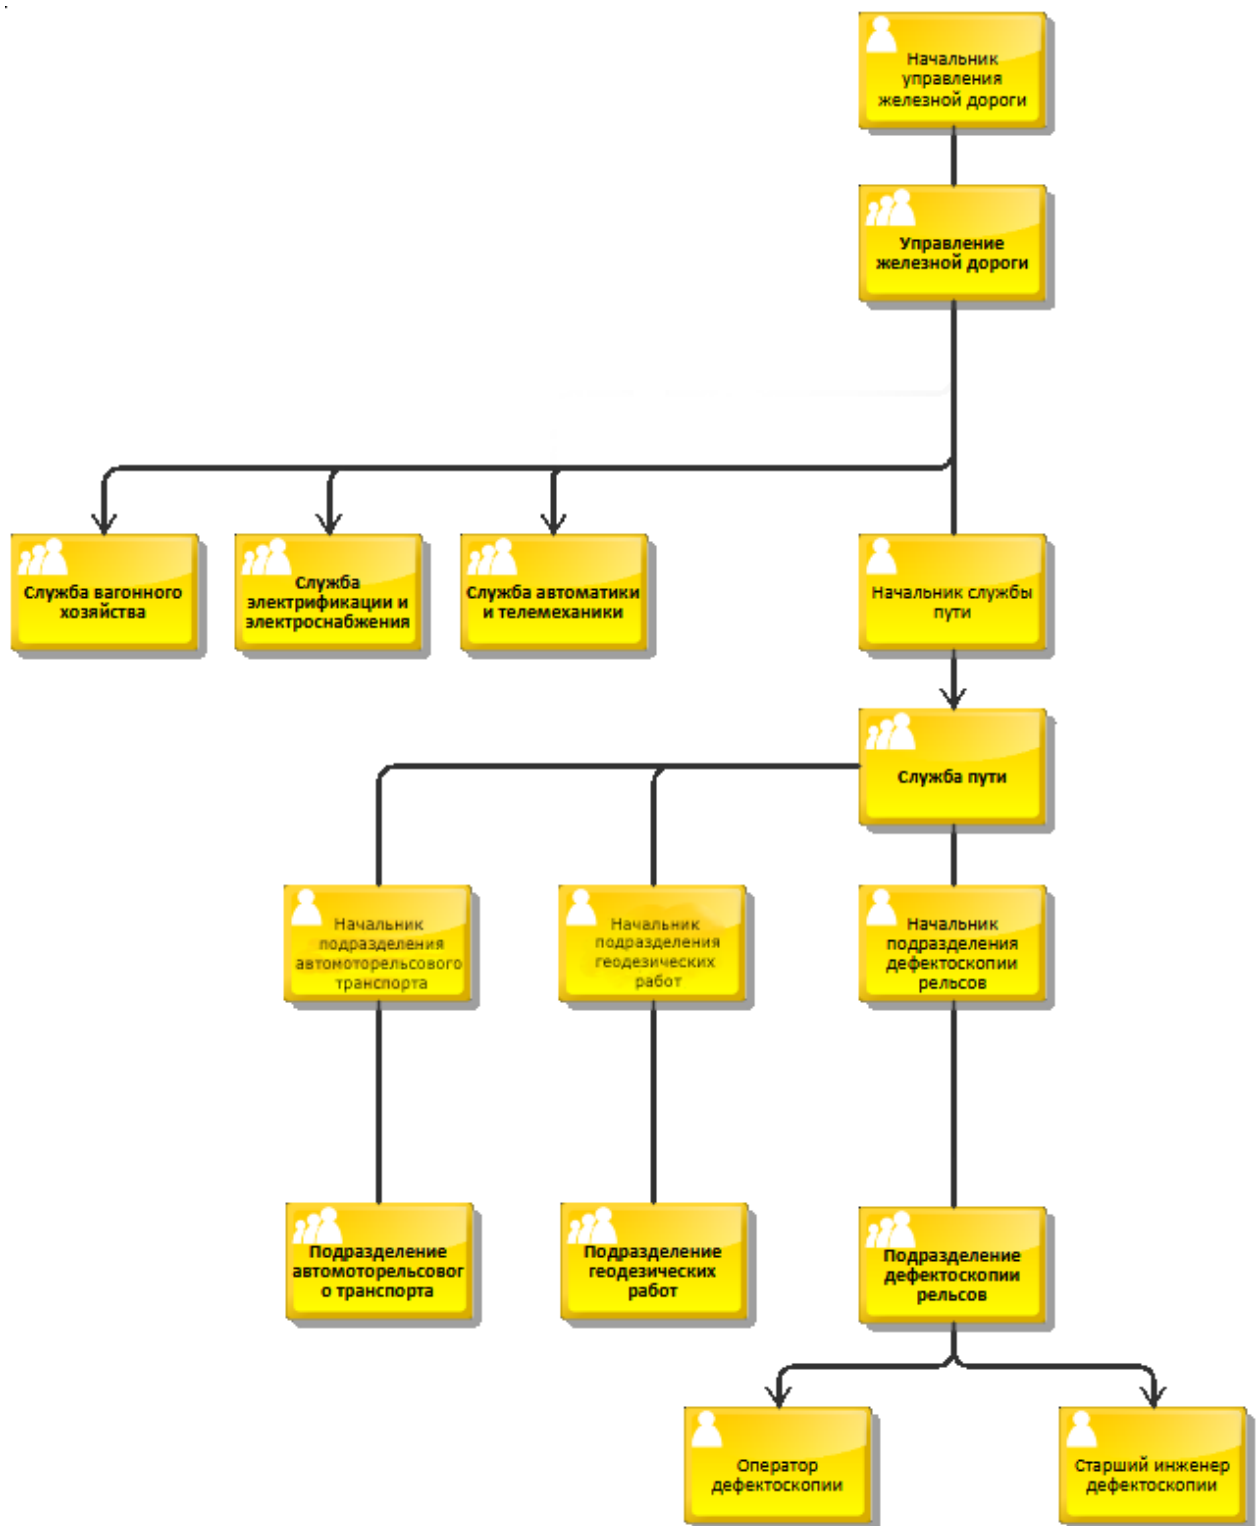 Начальник
управления
железной дороги
Управление
железной дороги
Служба вагонного
хозяйства
Служба
электрификации и
электроснабжения
Служба автоматики
и телемеханики
Начальник службы
пути
Служба пути
Начальник
подразделения
автомоторельсового
транспорта
Начальник
подразделения
геодезических
работ
Начальник
подразделения
дефектоскопии
рельсов
Подразделение
автомоторельсовог
о транспорта
Подразделение
геодезических
работ
Подразделение
дефектоскопии
рельсов
Оператор
дефектоскопии
Старший инженер
дефектоскопии